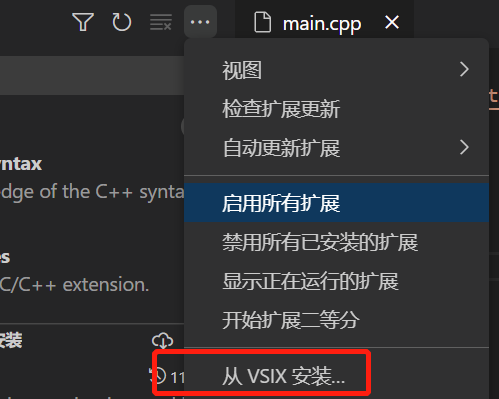 main.cpp
视图
检查扩展更新
自动更新扩展
ntax
edge of the C++ synta
启用所有扩展
禁用所有已安装的扩展
es
显示正在运行的扩展
C/C++ extension.
开始扩展二等分
安装
11
从 VSIX 安装...